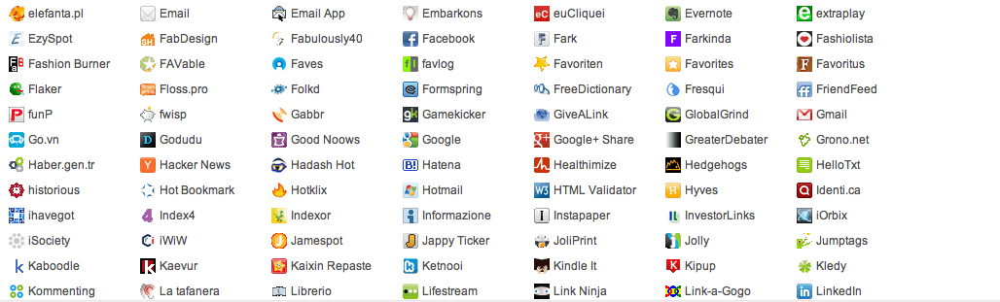 elefanta.pl Email Email App Embarkons euCliquei Evernote extraplay
EzySpot FabDesign Fabulously40 Facebook Fark Farkinda Fashiolista
Fashion Burner FAVable Faves favlog Favoriten Favorites Favoritus
Flaker Floss.pro Folkd Formspring FreeDictionary Fresqui FriendFeed
funP fwisp Gabbr Gamekicker GiveALink GlobalGrind Gmail
Go.vn Godudu Good Noows Google Google+ Share GreaterDebater Grono.net
Haber.gen.tr Hacker News Hadash Hot Hatena Healthimize Hedgehogs HelloTxt
historious Hot Bookmark Hotklix Hotmail HTML Validator Hyves Identi.ca
ihavegot Index4 Indexor Informazione Instapaper InvestorLinks iOrbix
iSociety iWiW Jamespot Jappy Ticker JoliPrint Jolly Jumptags
Kaboodle Kaevur Kaixin Repaste Ketnooi Kindle It Kipup Kledy
Kommenting La tafanera Librerio Lifestream Link Ninja Link-a-Gogo LinkedIn